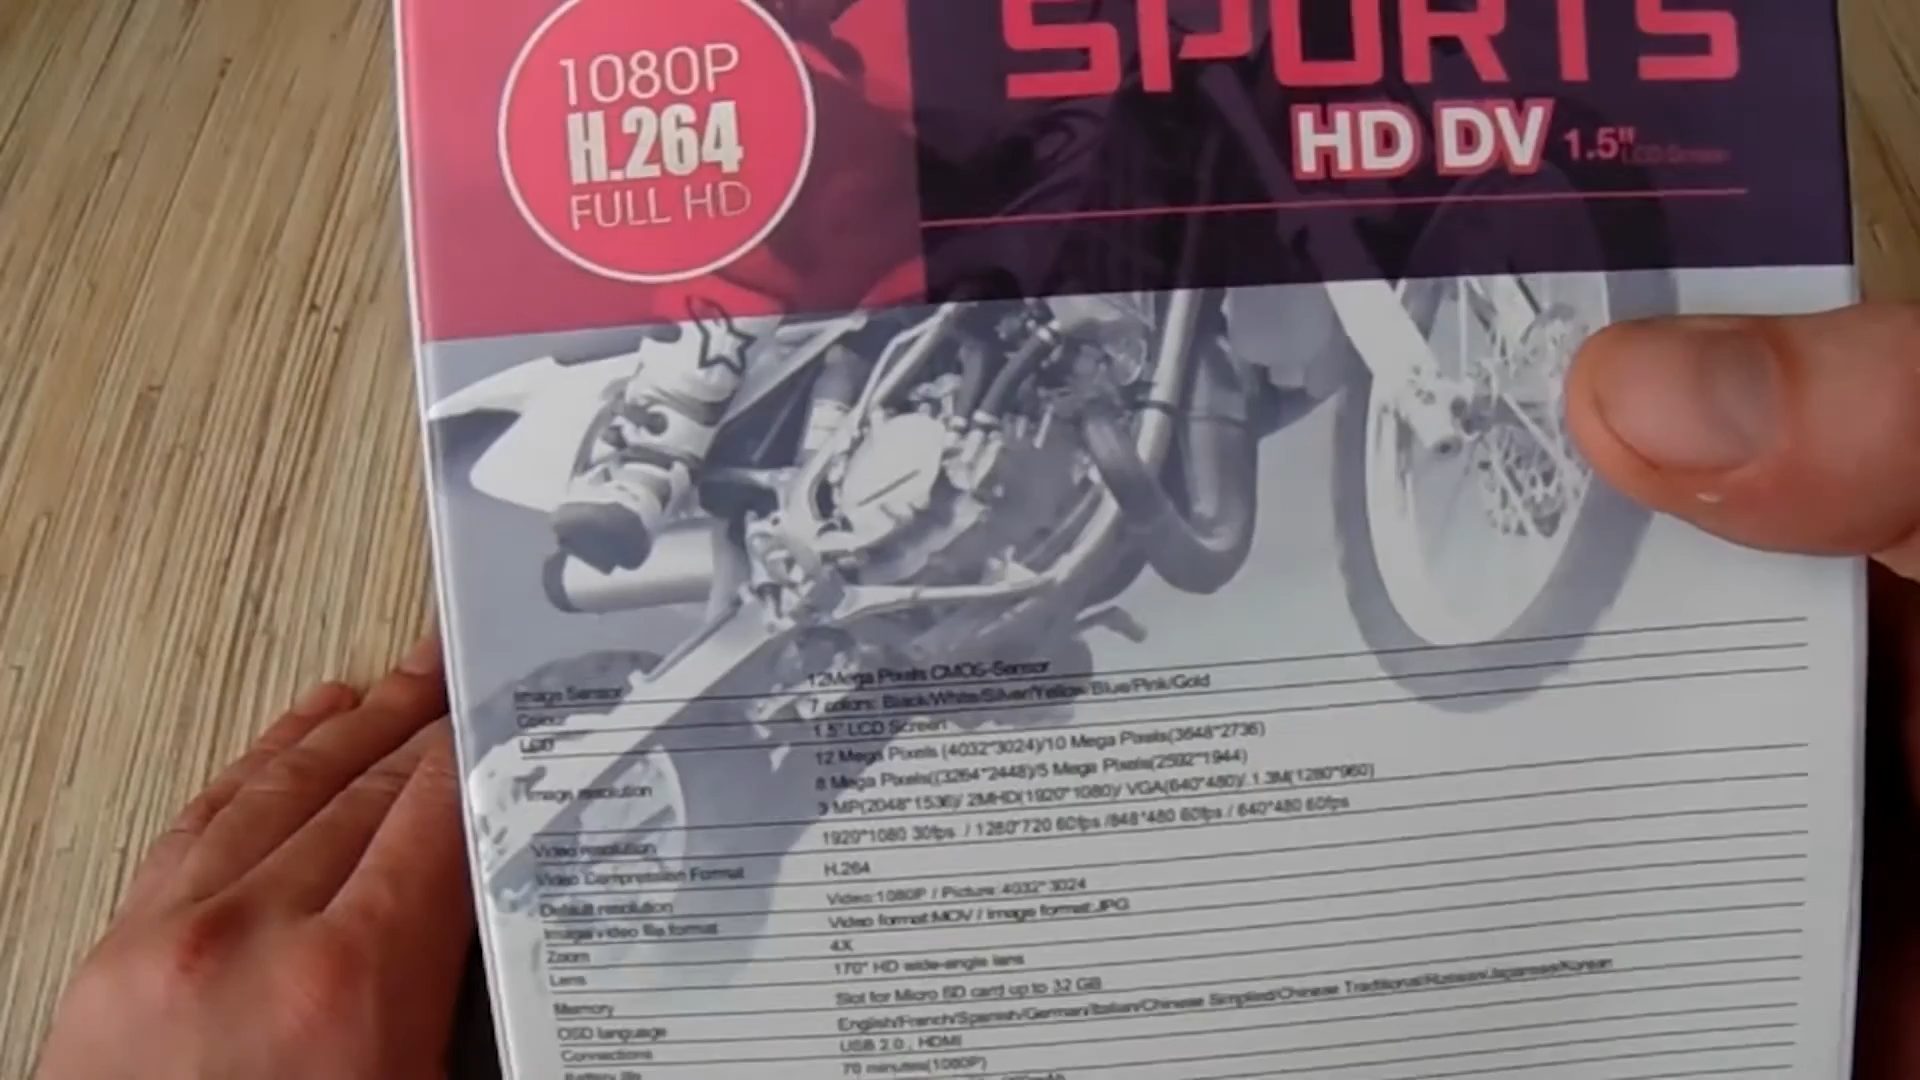 SPORTS
1080P
H.264
FULL HD
HD DV 1.5" LCD Screen
Image Sensor 12Mega Pixels CMOS-Sensor
Colour 7 colors: Black/White/Silver/Yellow/Blue/Pink/Gold
LCD 1.5" LCD Screen
Image resolution 12 Mega Pixels (4032*3024)/10 Mega Pixels(3648*2736)
8 Mega Pixels((3264*2448)/5 Mega Pixels(2592*1944)
3 MP(2048*1536)/ 2MHD(1920*1080)/ VGA(640*480)/ 1.3M(1280*960)
Video resolution 1920*1080 30fps / 1280*720 60fps /848*480 60fps / 640*480 60fps
Video Compression Format H.264
Default resolution Video:1080P / Picture:4032*3024
Image/video file format Video format:MOV / image format:JPG
Zoom 4X
Lens 170° HD wide-angle lens
Memory Slot for Micro SD card up to 32 GB
OSD language English/French/Spanish/German/Italian/Chinese Simplied/Chinese Traditional/Russian/Japanese/Korean
Connections USB 2.0 , HDMI
Battery life 70 minutes(1080P)